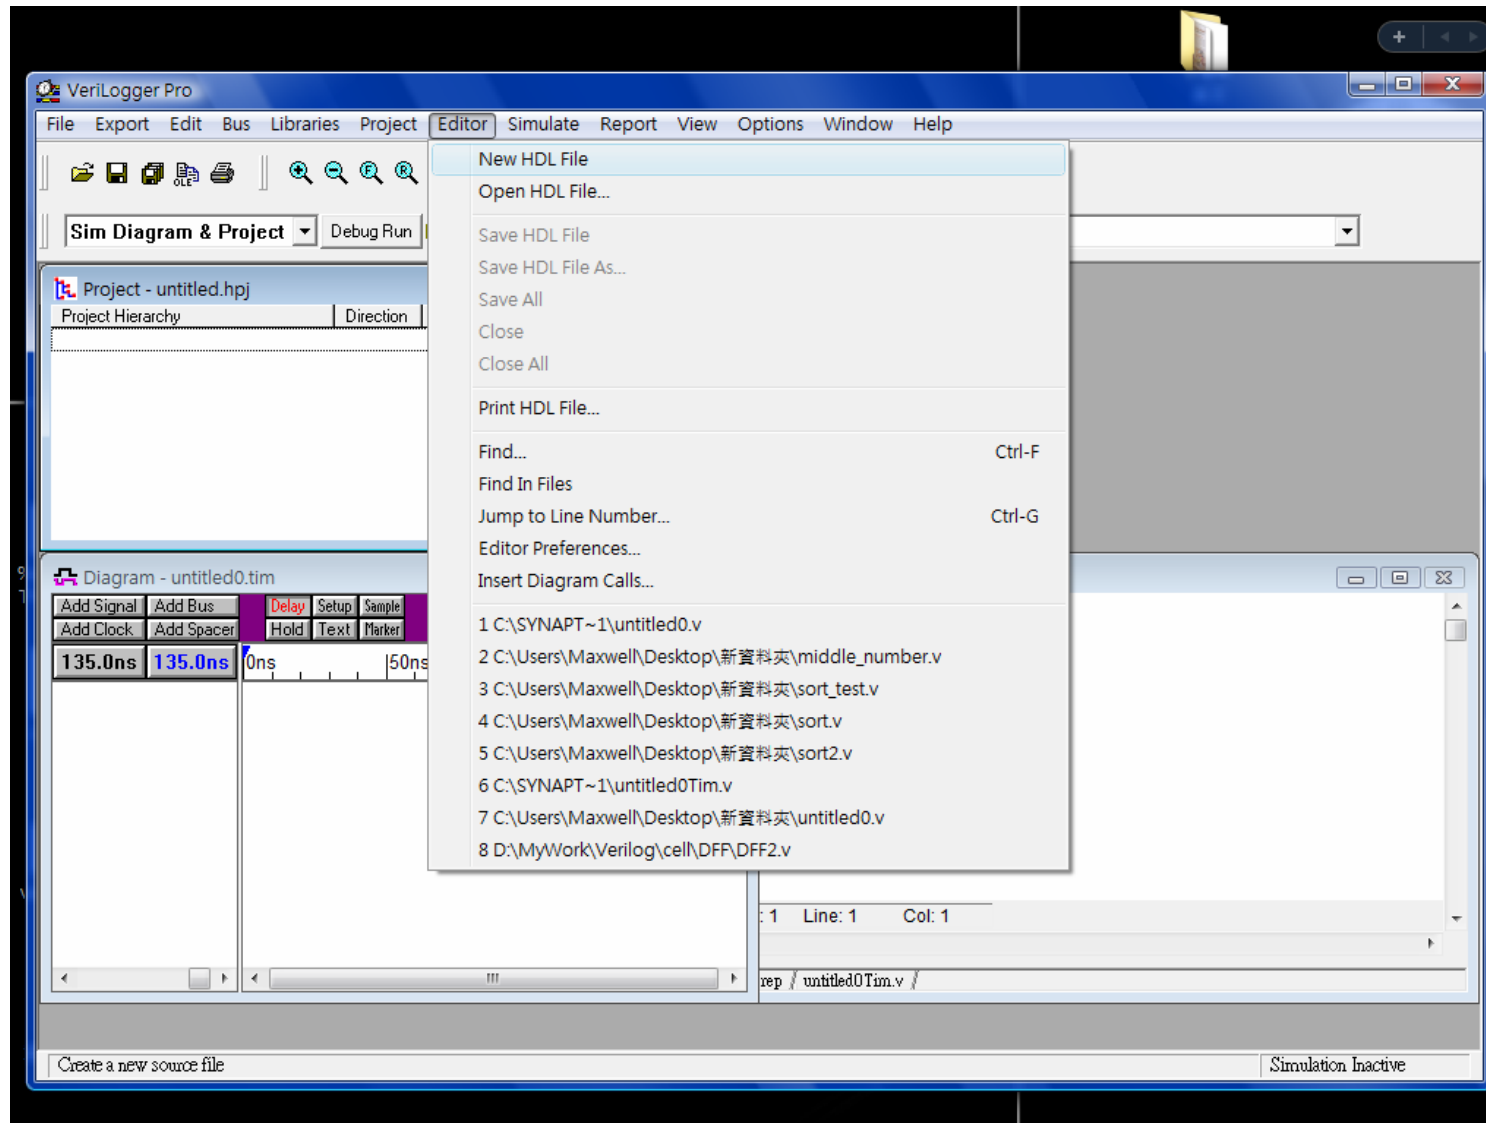 VeriLogger Pro
File Export Edit Bus Libraries Project Editor Simulate Report View Options Window Help
New HDL File
Open HDL File...
Sim Diagram & Project Debug Run
Save HDL File
Save HDL File As...
Save All
Close
Close All
Print HDL File...
Find... Ctrl-F
Find In Files
Jump to Line Number... Ctrl-G
Editor Preferences...
Insert Diagram Calls...
1 C:\SYNAPT~1\untitled0.v
2 C:\Users\Maxwell\Desktop\新資料夾\middle_number.v
3 C:\Users\Maxwell\Desktop\新資料夾\sort_test.v
4 C:\Users\Maxwell\Desktop\新資料夾\sort.v
5 C:\Users\Maxwell\Desktop\新資料夾\sort2.v
6 C:\SYNAPT~1\untitled0Tim.v
7 C:\Users\Maxwell\Desktop\新資料夾\untitled0.v
8 D:\MyWork\Verilog\cell\DFF\DFF2.v
Project - untitled.hpj
Project Hierarchy Direction
Diagram - untitled0.tim
Add Signal Add Bus Delay Setup Sample
Add Clock Add Spacer Hold Text Marker
135.0ns 135.0ns 0ns 50ns
: 1 Line: 1 Col: 1
rep untitled0Tim.v
Create a new source file Simulation Inactive